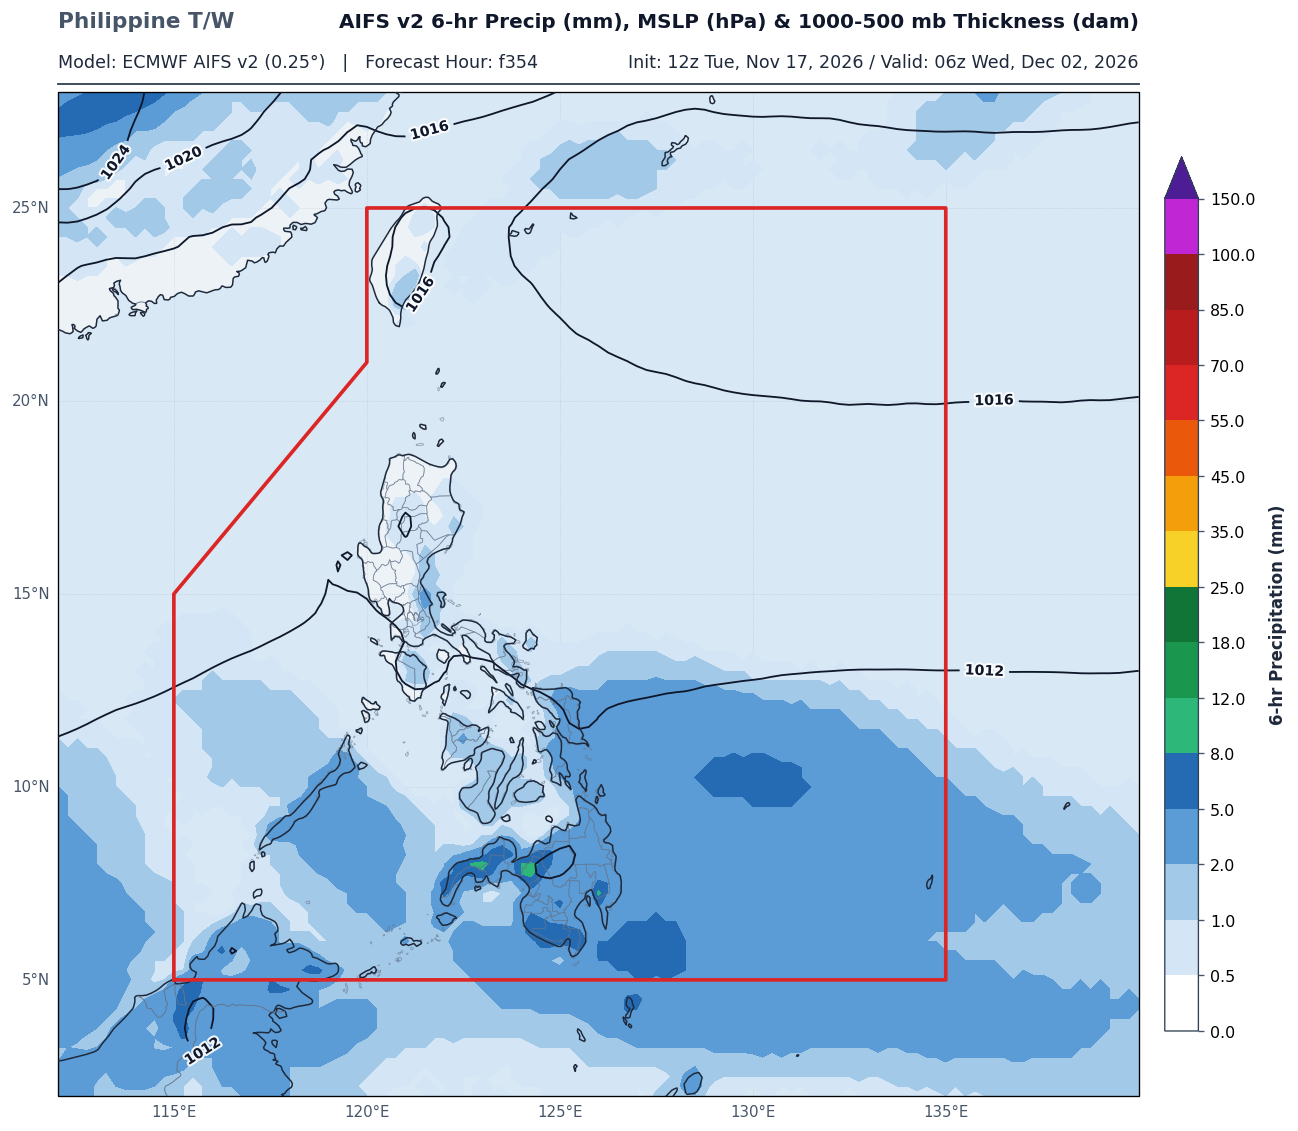 Philippine T/W
AIFS v2 6-hr Precip (mm), MSLP (hPa) & 1000-500 mb Thickness (dam)
Model: ECMWF AIFS v2 (0.25°) | Forecast Hour: f354
Init: 12z Tue, Nov 17, 2026 / Valid: 06z Wed, Dec 02, 2026
1024
1020
1016
1016
1016
1012
1012
25°N
20°N
15°N
10°N
5°N
115°E
120°E
125°E
130°E
135°E
150.0
100.0
85.0
70.0
55.0
45.0
35.0
25.0
18.0
12.0
8.0
5.0
2.0
1.0
0.5
0.0
6-hr Precipitation (mm)